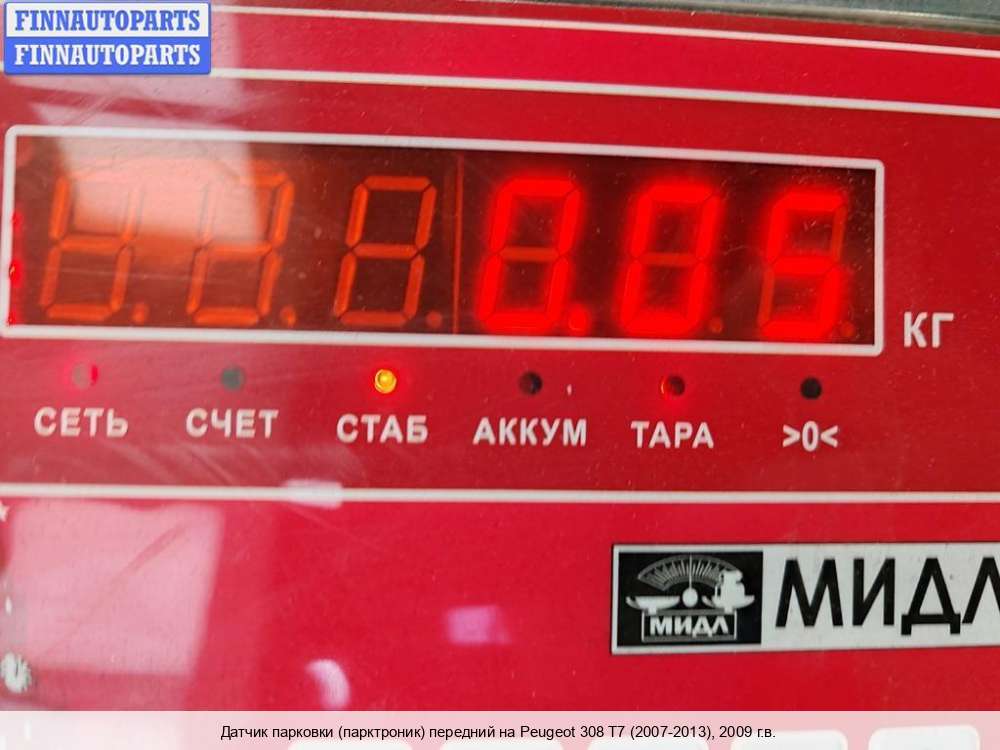 FINNAUTOPARTS
FINNAUTOPARTS
0.05
КГ
СЕТЬ СЧЕТ СТАБ АККУМ ТАРА >0<
МИДЛ МИДЛ
Датчик парковки (парктроник) передний на Peugeot 308 T7 (2007-2013), 2009 г.в.